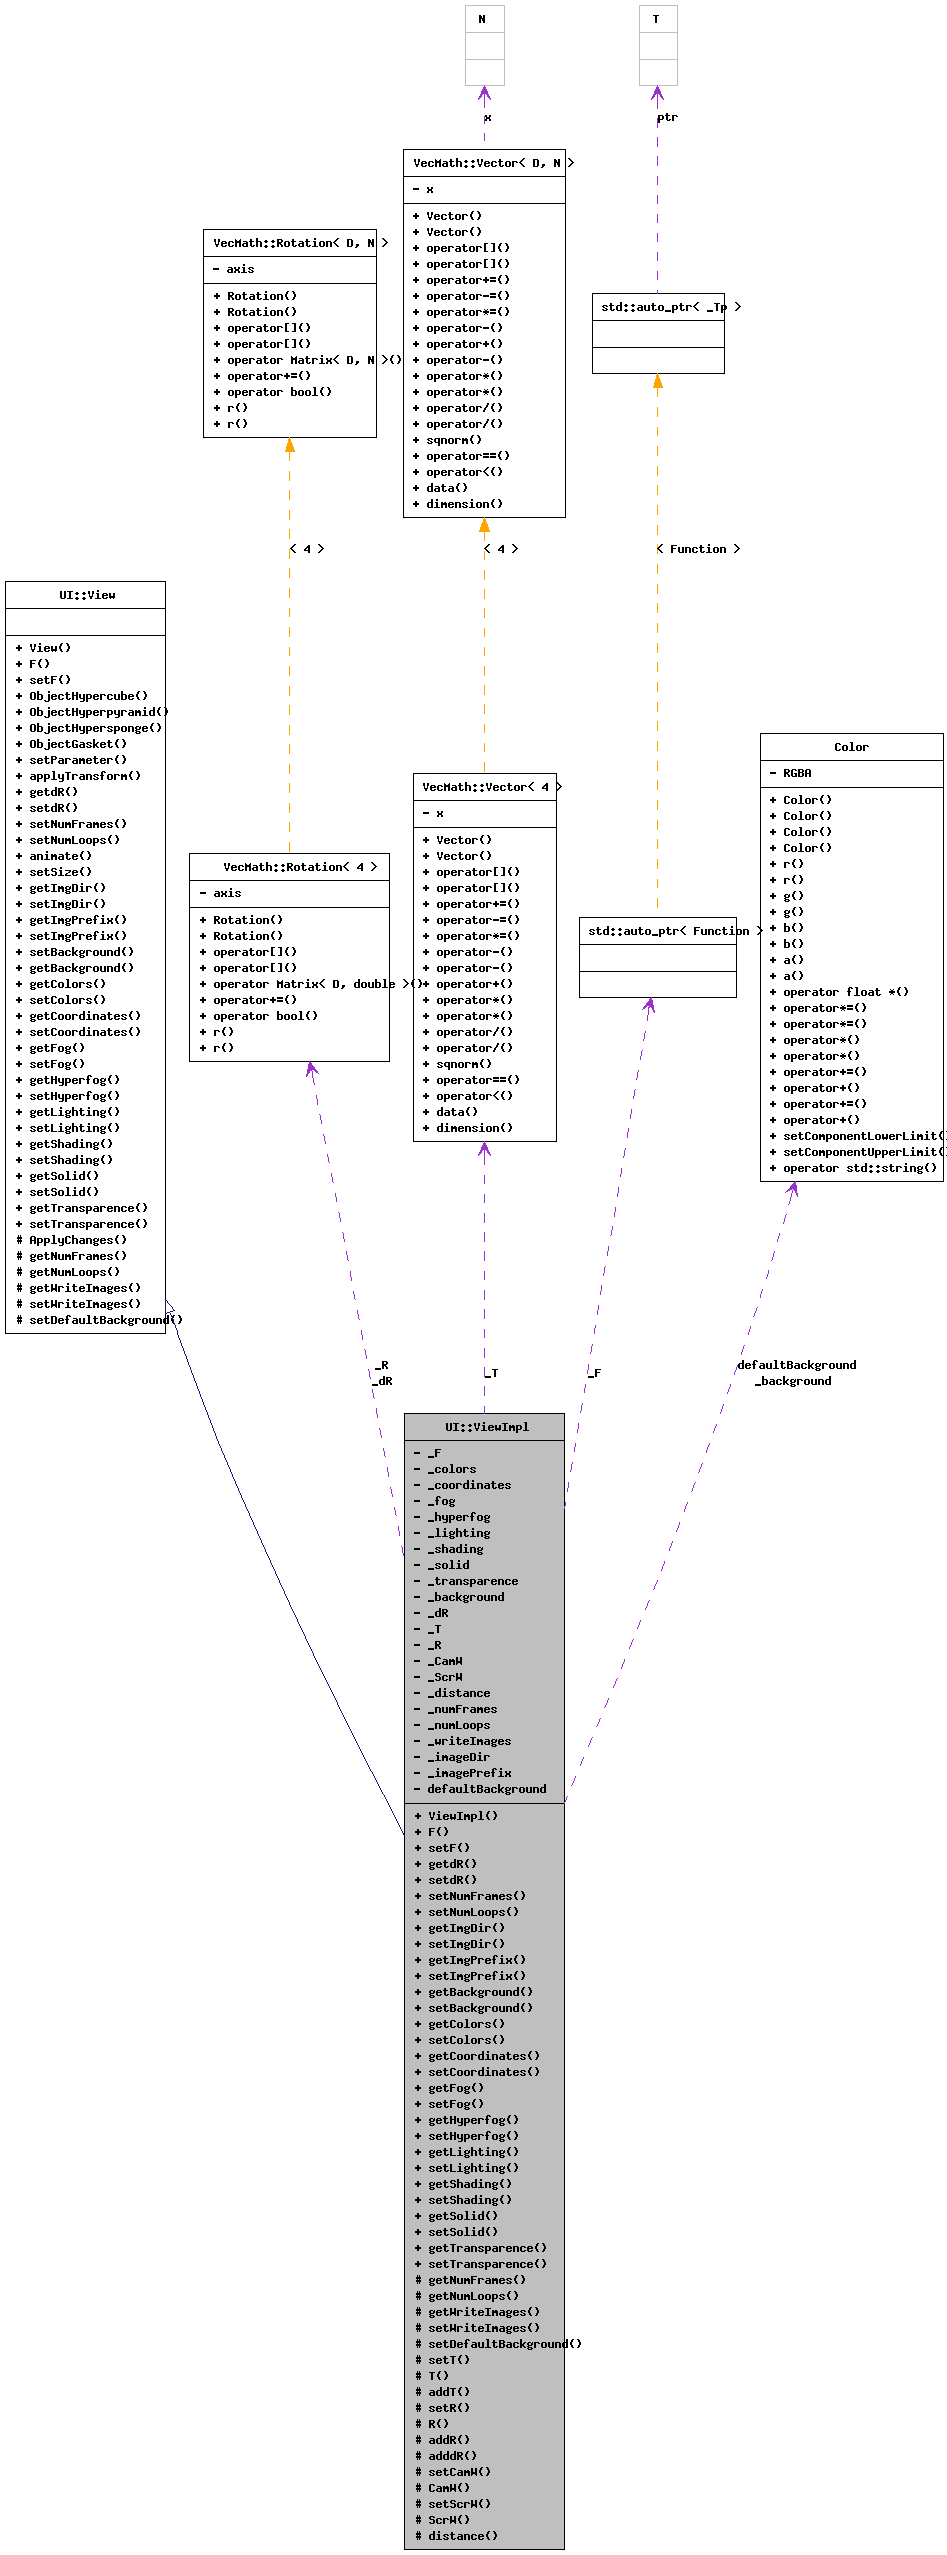 N
T
x
ptr
VecMath::Vector< D, N >
- x
+ Vector()
+ Vector()
+ operator[]()
+ operator[]()
+ operator+=()
+ operator-=()
+ operator*=()
+ operator-()
+ operator+()
+ operator-()
+ operator*()
+ operator*()
+ operator/()
+ operator/()
+ sqnorm()
+ operator==()
+ operator<()
+ data()
+ dimension()
VecMath::Rotation< D, N >
- axis
+ Rotation()
+ Rotation()
+ operator[]()
+ operator[]()
+ operator Matrix< D, N >()
+ operator+=()
+ operator bool()
+ r()
+ r()
std::auto_ptr< _Tp >
< 4 >
< 4 >
< Function >
UI::View
+ View()
+ F()
+ setF()
+ ObjectHypercube()
+ ObjectHyperpyramid()
+ ObjectHypersponge()
+ ObjectGasket()
+ setParameter()
+ applyTransform()
+ getdR()
+ setdR()
+ setNumFrames()
+ setNumLoops()
+ animate()
+ setSize()
+ getImgDir()
+ setImgDir()
+ getImgPrefix()
+ setImgPrefix()
+ setBackground()
+ getBackground()
+ getColors()
+ setColors()
+ getCoordinates()
+ setCoordinates()
+ getFog()
+ setFog()
+ getHyperfog()
+ setHyperfog()
+ getLighting()
+ setLighting()
+ getShading()
+ setShading()
+ getSolid()
+ setSolid()
+ getTransparence()
+ setTransparence()
# ApplyChanges()
# getNumFrames()
# getNumLoops()
# getWriteImages()
# setWriteImages()
# setDefaultBackground()
VecMath::Rotation< 4 >
- axis
+ Rotation()
+ Rotation()
+ operator[]()
+ operator[]()
+ operator Matrix< D, double >()
+ operator+=()
+ operator bool()
+ r()
+ r()
VecMath::Vector< 4 >
- x
+ Vector()
+ Vector()
+ operator[]()
+ operator[]()
+ operator+=()
+ operator-=()
+ operator*=()
+ operator-()
+ operator-()
+ operator+()
+ operator*()
+ operator*()
+ operator/()
+ operator/()
+ sqnorm()
+ operator==()
+ operator<()
+ data()
+ dimension()
std::auto_ptr< Function >
Color
- RGBA
+ Color()
+ Color()
+ Color()
+ Color()
+ r()
+ r()
+ g()
+ g()
+ b()
+ b()
+ a()
+ a()
+ operator float *()
+ operator*=()
+ operator*=()
+ operator*()
+ operator*()
+ operator+=()
+ operator+()
+ operator+=()
+ operator+()
+ setComponentLowerLimit()
+ setComponentUpperLimit()
+ operator std::string()
_R
_dR
_T
_F
defaultBackground
_background
UI::ViewImpl
- _F
- _colors
- _coordinates
- _fog
- _hyperfog
- _lighting
- _shading
- _solid
- _transparence
- _background
- _dR
- _T
- _R
- _CamW
- _ScrW
- _distance
- _numFrames
- _numLoops
- _writeImages
- _imageDir
- _imagePrefix
- defaultBackground
+ ViewImpl()
+ F()
+ setF()
+ getdR()
+ setdR()
+ setNumFrames()
+ setNumLoops()
+ getImgDir()
+ setImgDir()
+ getImgPrefix()
+ setImgPrefix()
+ getBackground()
+ setBackground()
+ getColors()
+ setColors()
+ getCoordinates()
+ setCoordinates()
+ getFog()
+ setFog()
+ getHyperfog()
+ setHyperfog()
+ getLighting()
+ setLighting()
+ getShading()
+ setShading()
+ getSolid()
+ setSolid()
+ getTransparence()
+ setTransparence()
# getNumFrames()
# getNumLoops()
# getWriteImages()
# setWriteImages()
# setDefaultBackground()
# setT()
# T()
# addT()
# setR()
# R()
# addR()
# adddR()
# setCamW()
# CamW()
# setScrW()
# ScrW()
# distance()